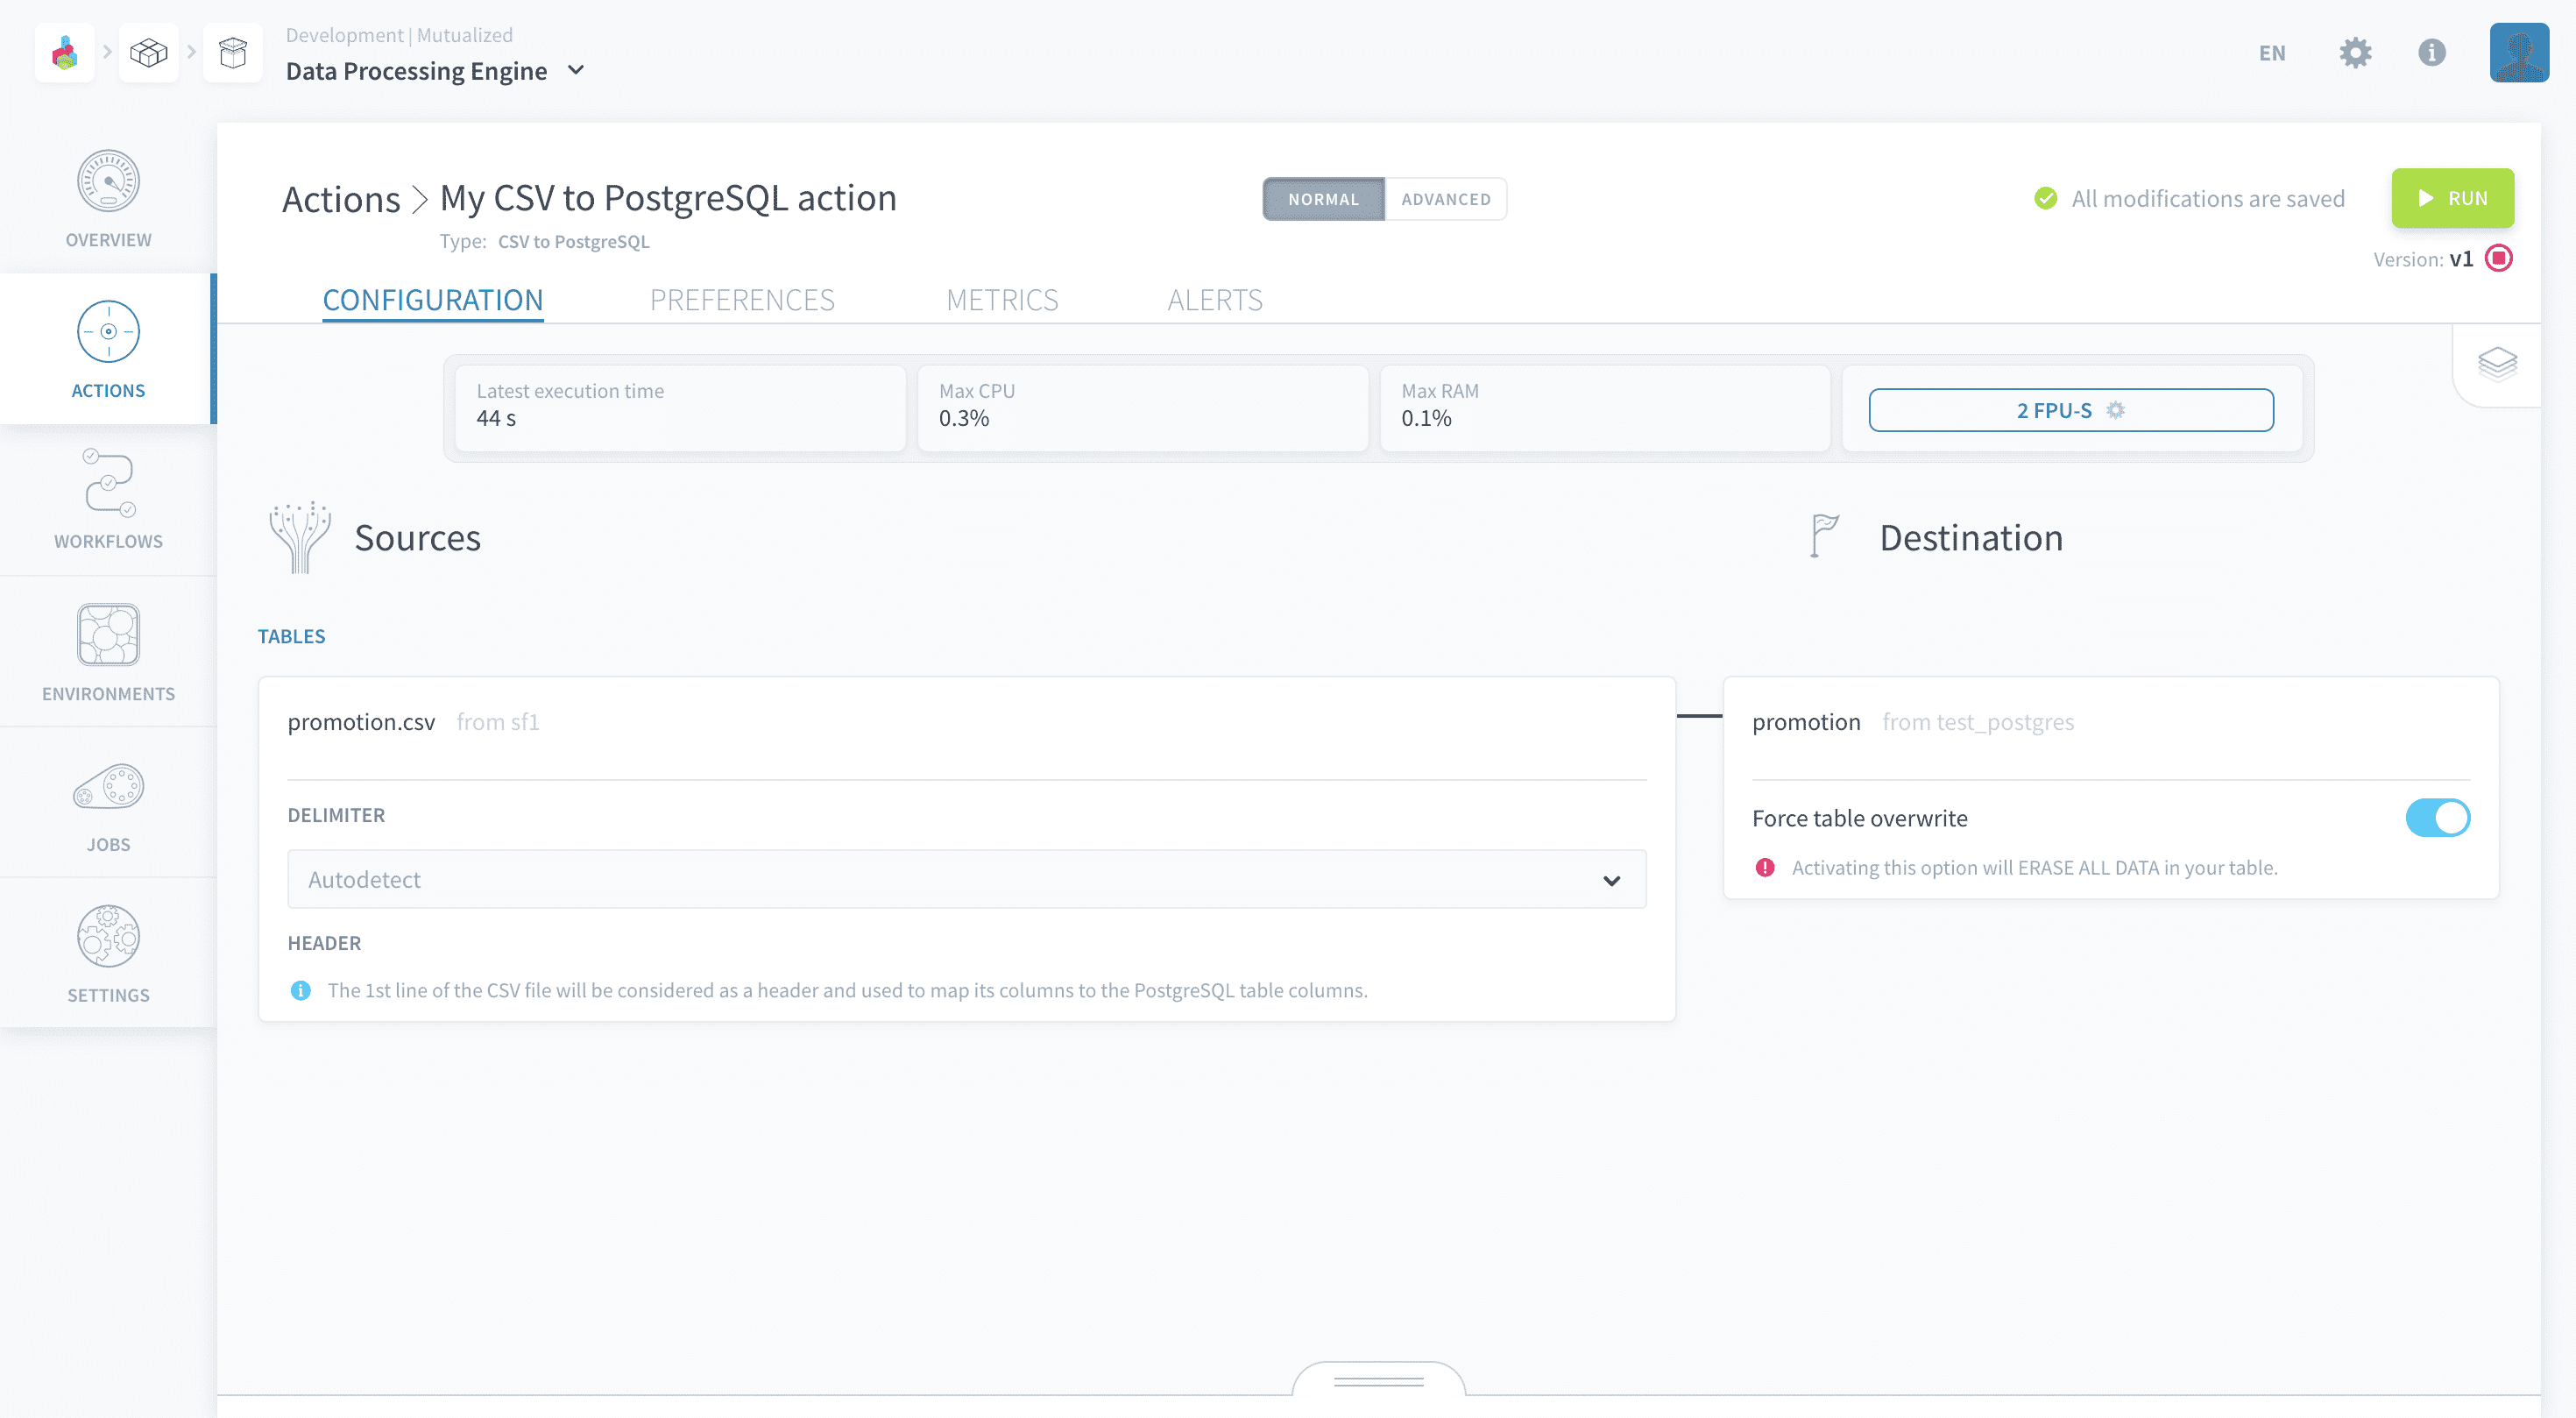 Development | Mutualized
Data Processing Engine
EN
OVERVIEW
ACTIONS
WORKFLOWS
ENVIRONMENTS
JOBS
SETTINGS
Actions > My CSV to PostgreSQL action
Type: CSV to PostgreSQL
NORMAL
ADVANCED
All modifications are saved
RUN
Version: v1
CONFIGURATION
PREFERENCES
METRICS
ALERTS
Latest execution time
44 s
Max CPU
0.3%
Max RAM
0.1%
2 FPU-S
Sources
Destination
TABLES
promotion.csv from sf1
DELIMITER
Autodetect
HEADER
The 1st line of the CSV file will be considered as a header and used to map its columns to the PostgreSQL table columns.
promotion from test_postgres
Force table overwrite
Activating this option will ERASE ALL DATA in your table.